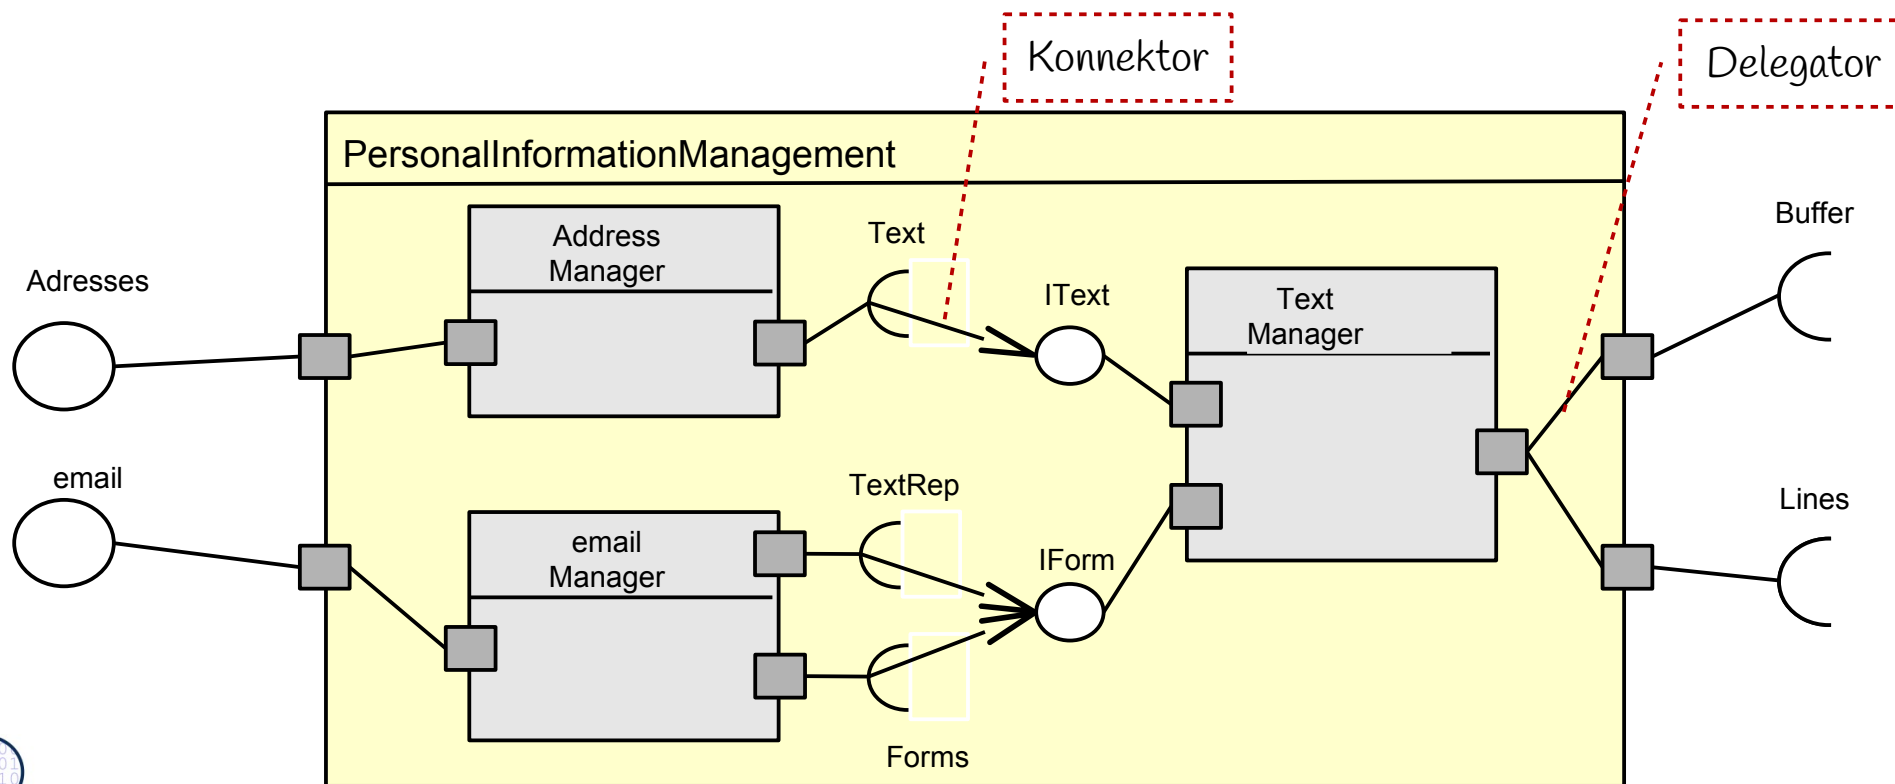 Konnektor
Delegator
PersonalInformationManagement
Buffer
Address
Manager
Text
Adresses
IText
Text
Manager
email
TextRep
Lines
email
Manager
IForm
Forms